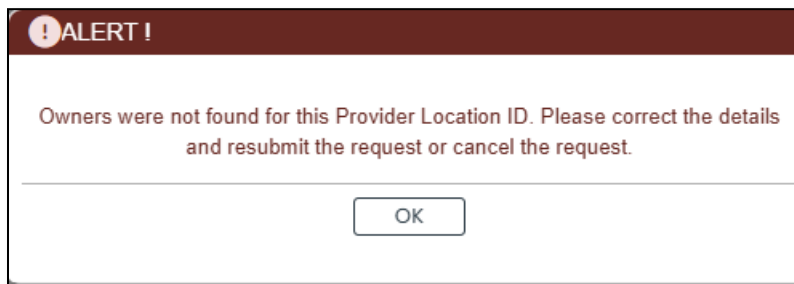 ! ALERT !
Owners were not found for this Provider Location ID. Please correct the details
and resubmit the request or cancel the request.
OK